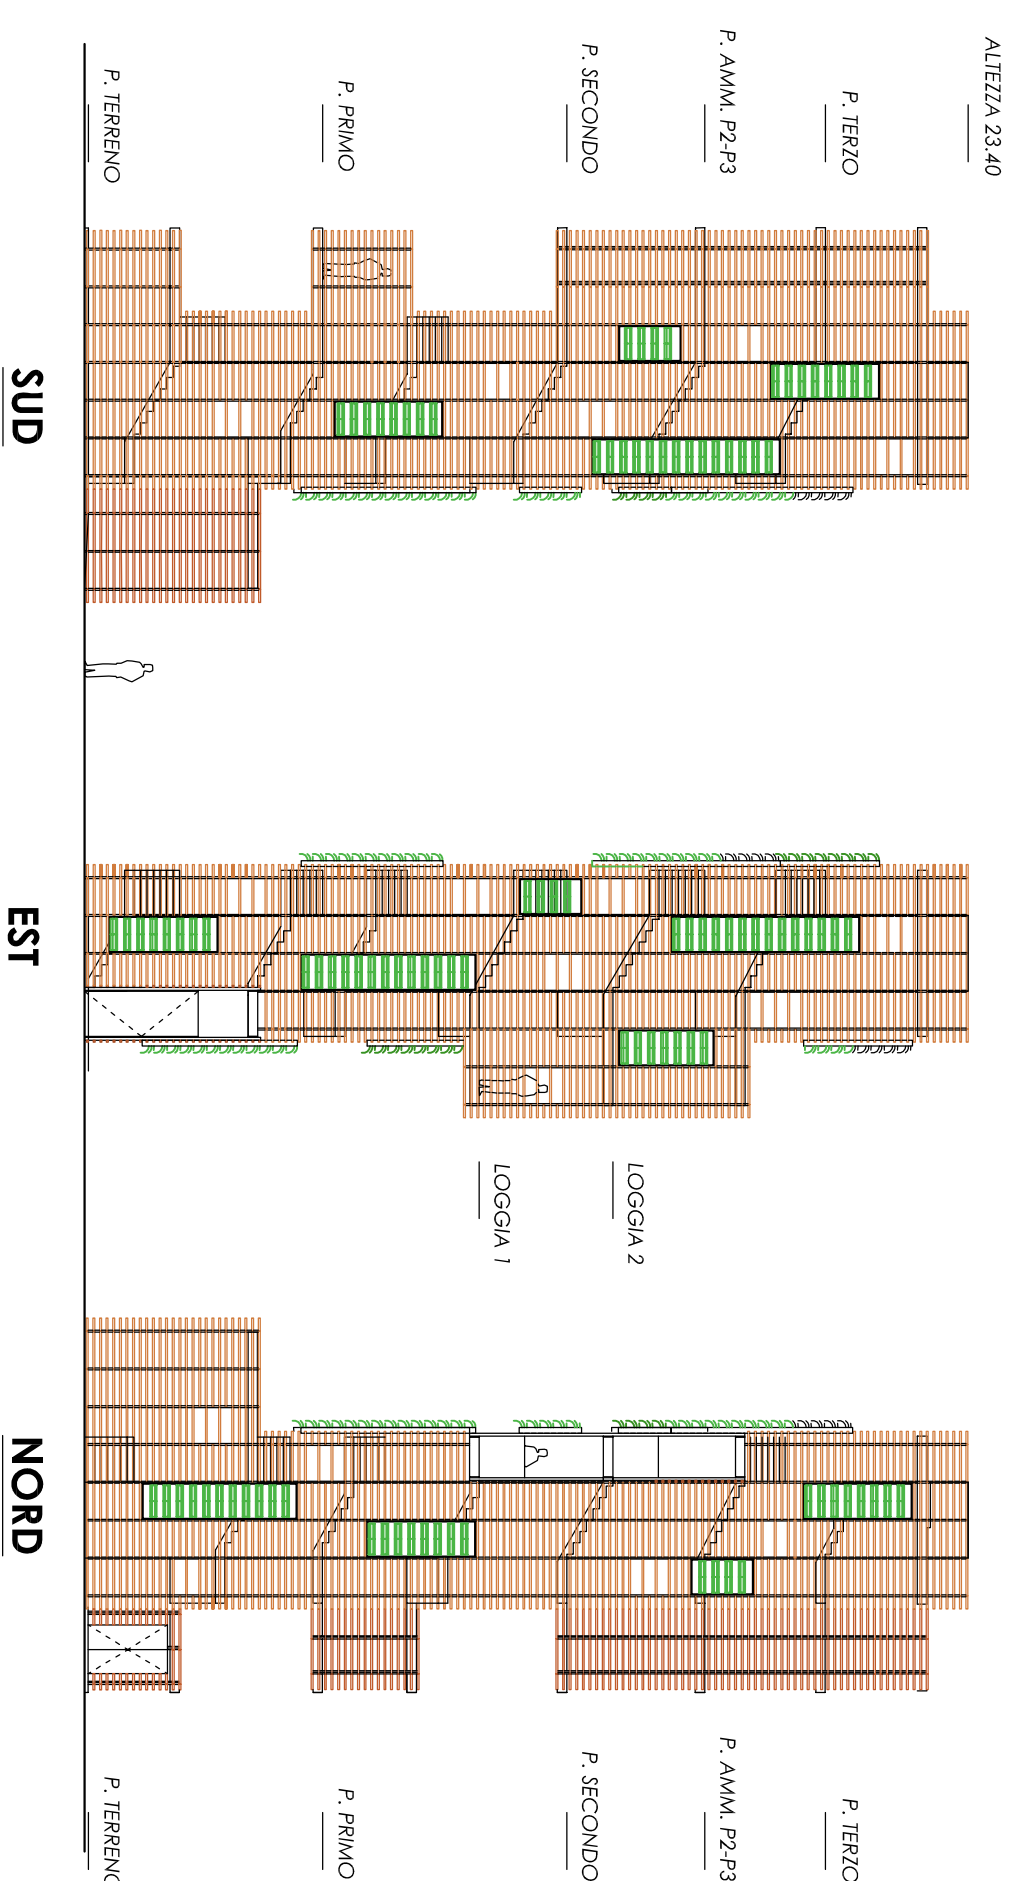 ALTEZZA 23.40
P. TERZO
P. AMM. P2-P3
P. SECONDO
P. PRIMO
P. TERRENO
SUD
LOGGIA 2
LOGGIA 1
EST
P. TERZO
P. AMM. P2-P3
P. SECONDO
P. PRIMO
P. TERRENO
NORD